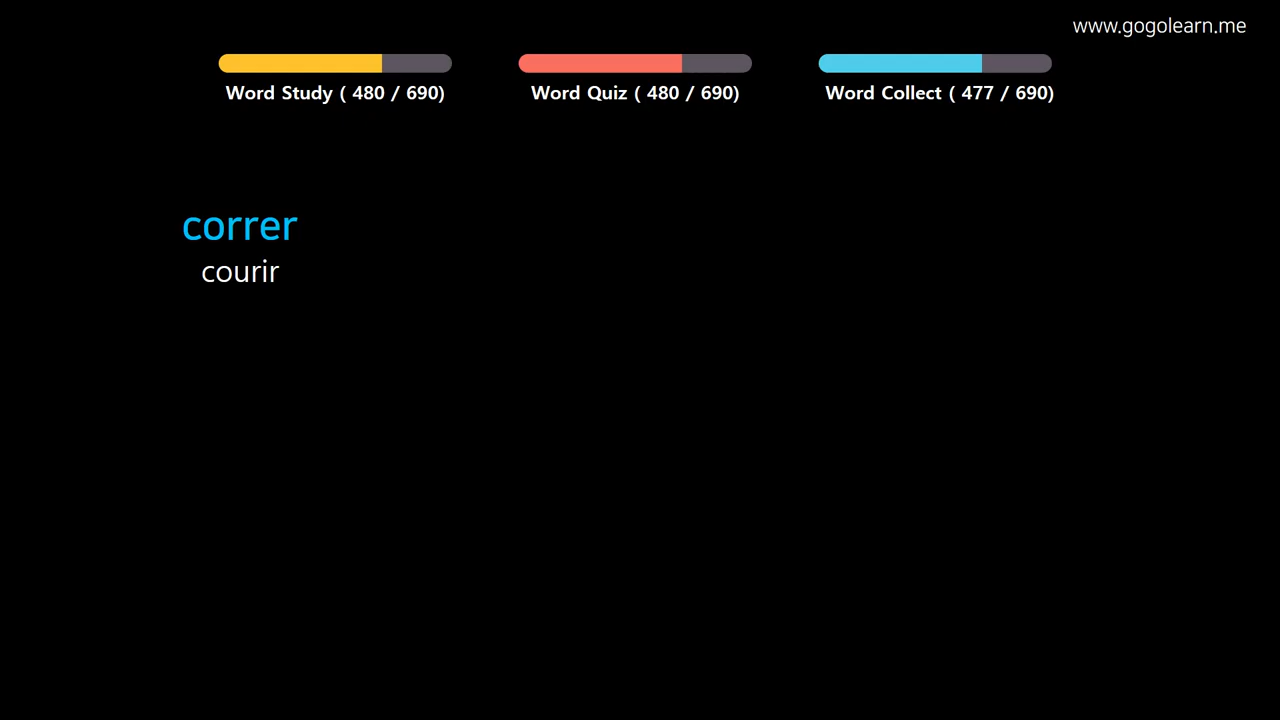 www.gogolearn.me
Word Study ( 480 / 690)
Word Quiz ( 480 / 690)
Word Collect ( 477 / 690)
correr
courir